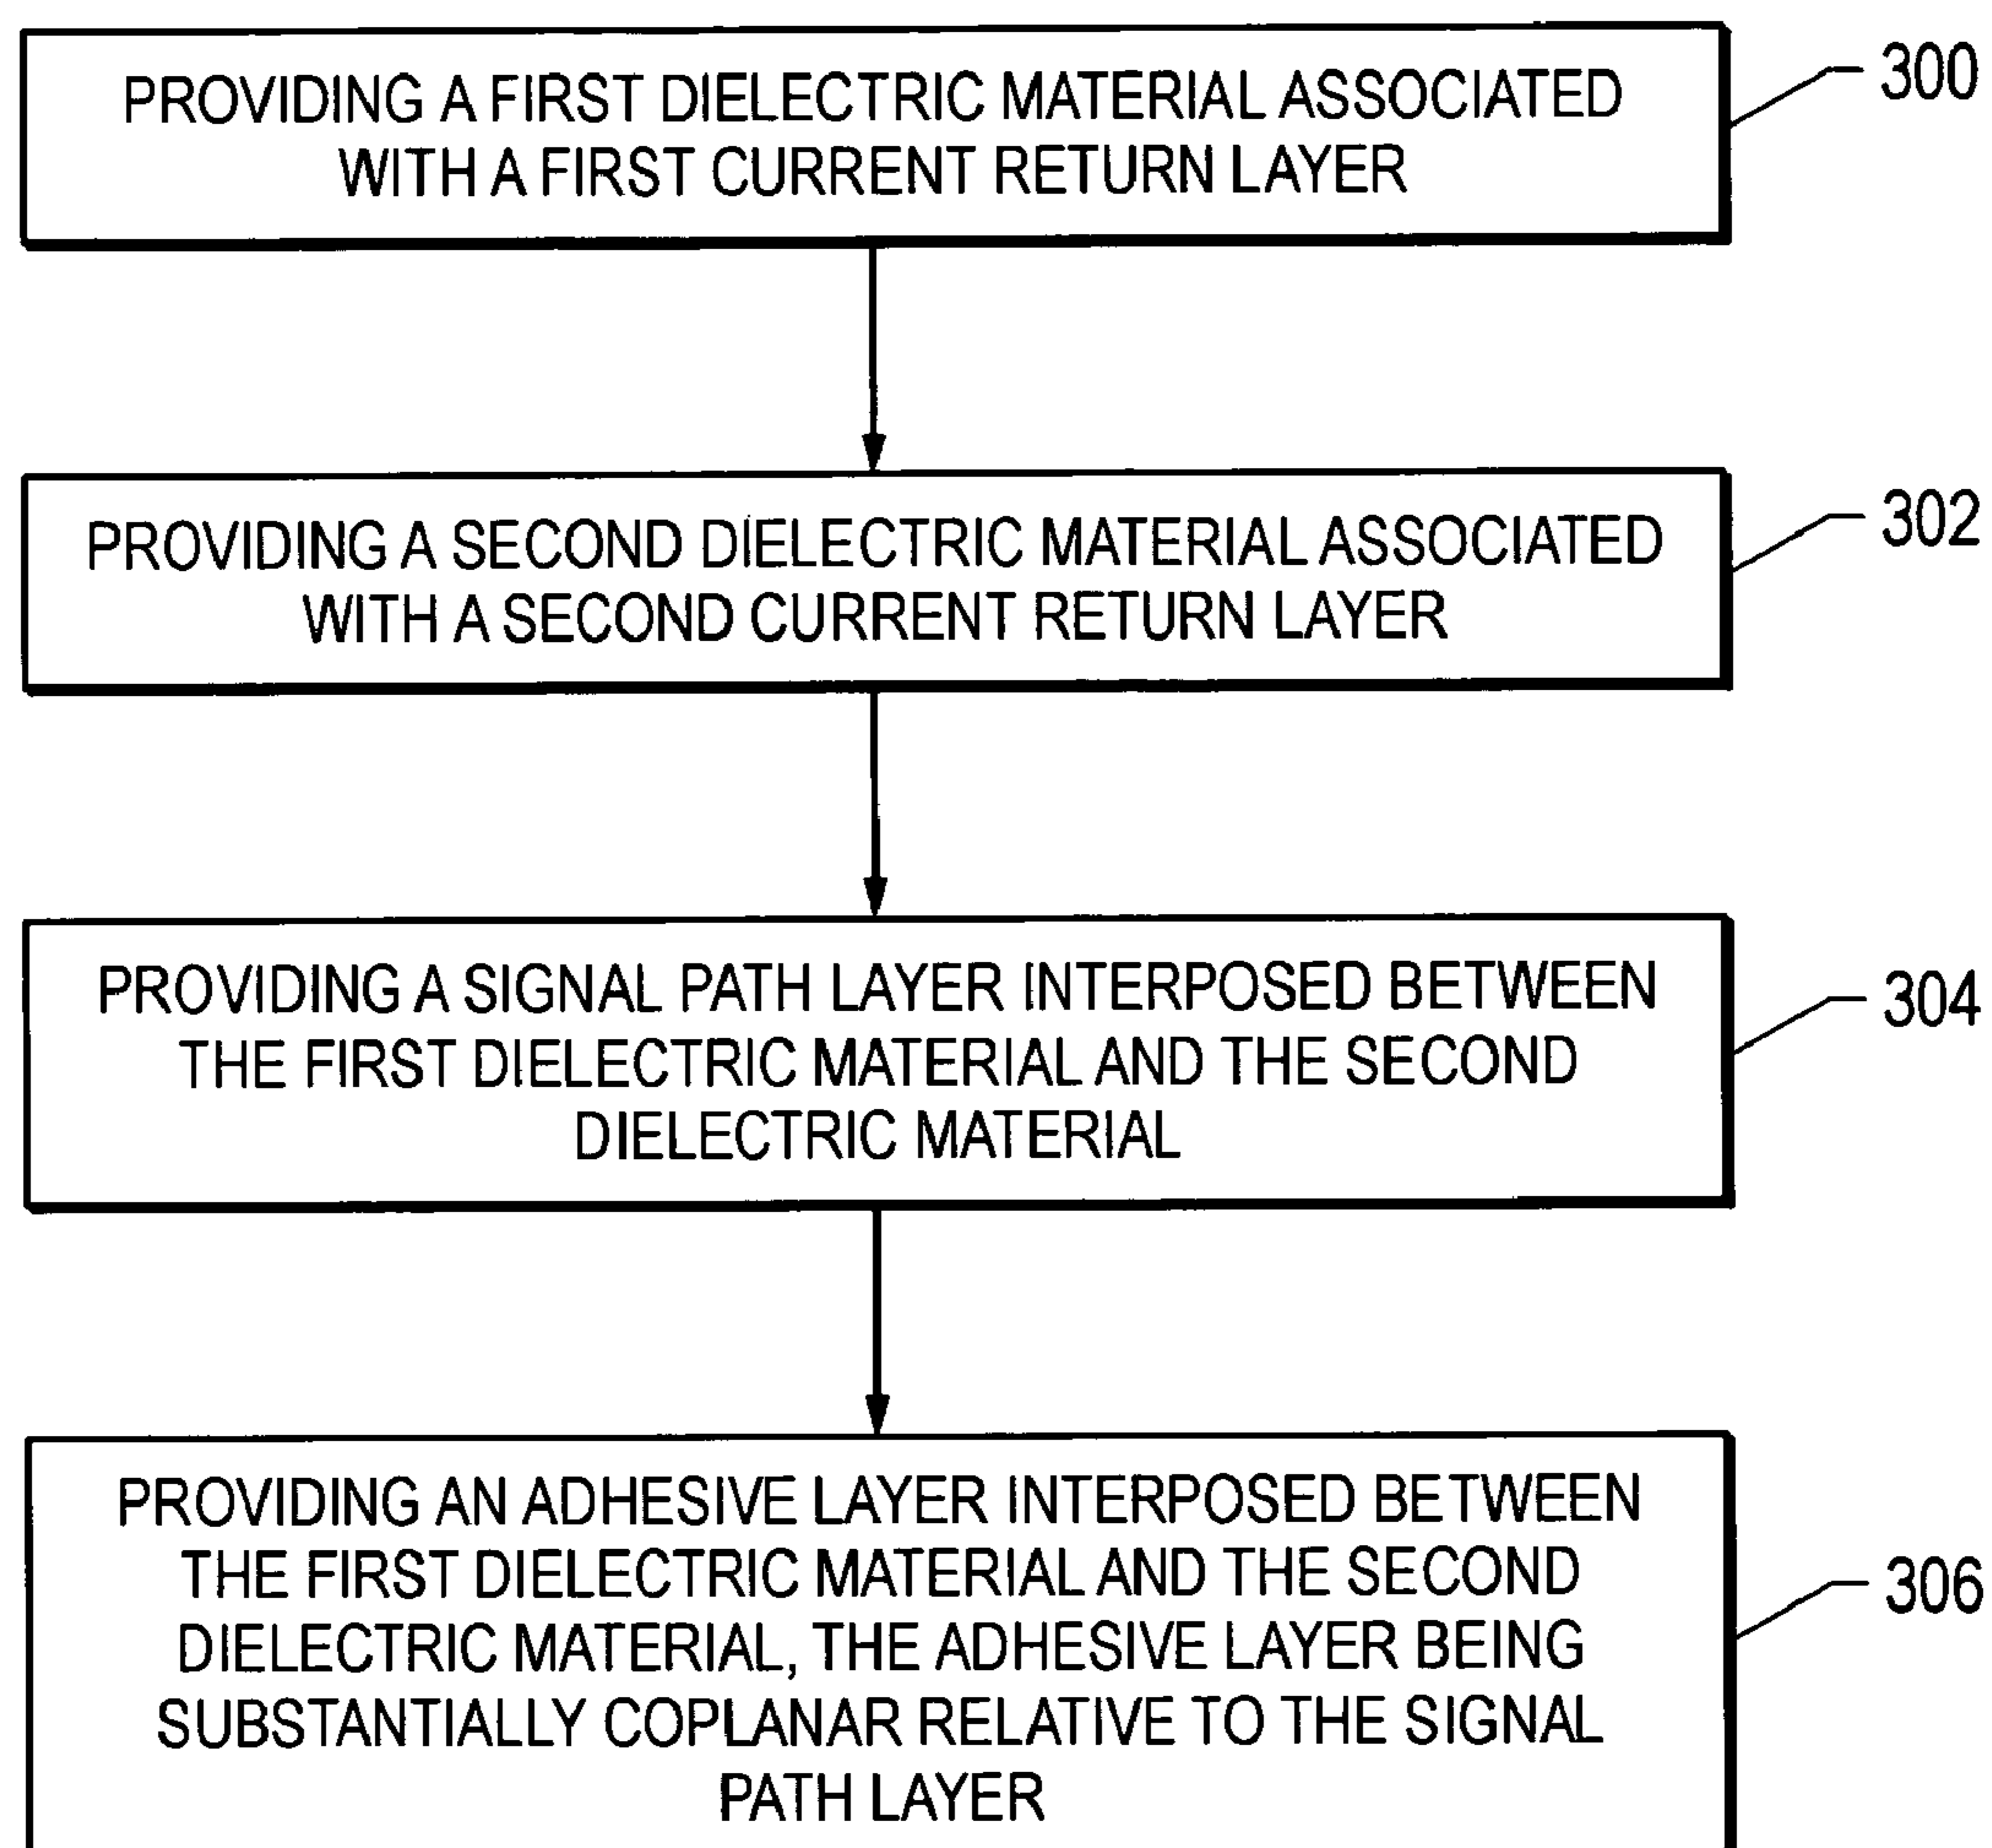 PROVIDING A FIRST DIELECTRIC MATERIAL ASSOCIATED
WITH A FIRST CURRENT RETURN LAYER
300
PROVIDING A SECOND DIELECTRIC MATERIAL ASSOCIATED
WITH A SECOND CURRENT RETURN LAYER
302
PROVIDING A SIGNAL PATH LAYER INTERPOSED BETWEEN
THE FIRST DIELECTRIC MATERIAL AND THE SECOND
DIELECTRIC MATERIAL
304
PROVIDING AN ADHESIVE LAYER INTERPOSED BETWEEN
THE FIRST DIELECTRIC MATERIAL AND THE SECOND
DIELECTRIC MATERIAL, THE ADHESIVE LAYER BEING
SUBSTANTIALLY COPLANAR RELATIVE TO THE SIGNAL
PATH LAYER
306